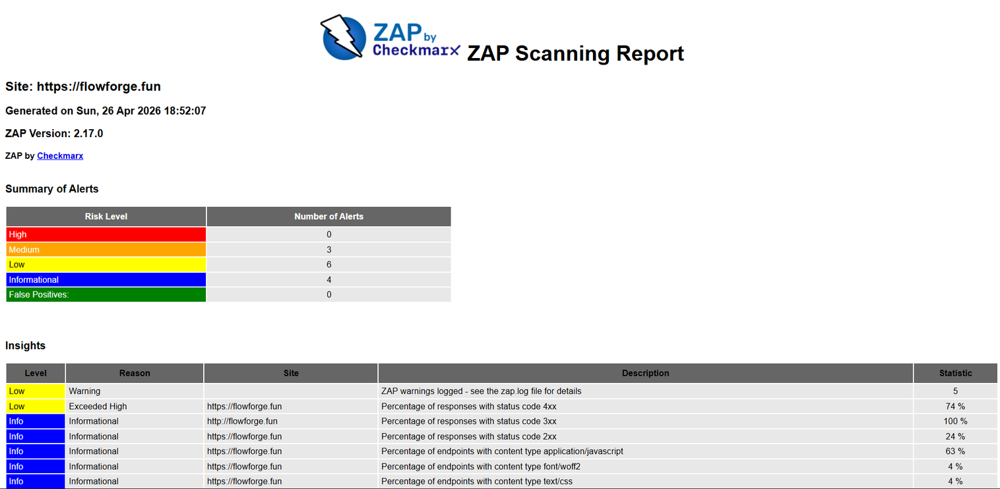 ZAP by
Checkmarx ZAP Scanning Report
Site: https://flowforge.fun
Generated on Sun, 26 Apr 2026 18:52:07
ZAP Version: 2.17.0
ZAP by Checkmarx
Summary of Alerts
Risk Level Number of Alerts
High 0
Medium 3
Low 6
Informational 4
False Positives: 0
Insights
Level Reason Site Description Statistic
Low Warning ZAP warnings logged - see the zap.log file for details 5
Low Exceeded High https://flowforge.fun Percentage of responses with status code 4xx 74 %
Info Informational http://flowforge.fun Percentage of responses with status code 3xx 100 %
Info Informational https://flowforge.fun Percentage of responses with status code 2xx 24 %
Info Informational https://flowforge.fun Percentage of endpoints with content type application/javascript 63 %
Info Informational https://flowforge.fun Percentage of endpoints with content type font/woff2 4 %
Info Informational https://flowforge.fun Percentage of endpoints with content type text/css 4 %